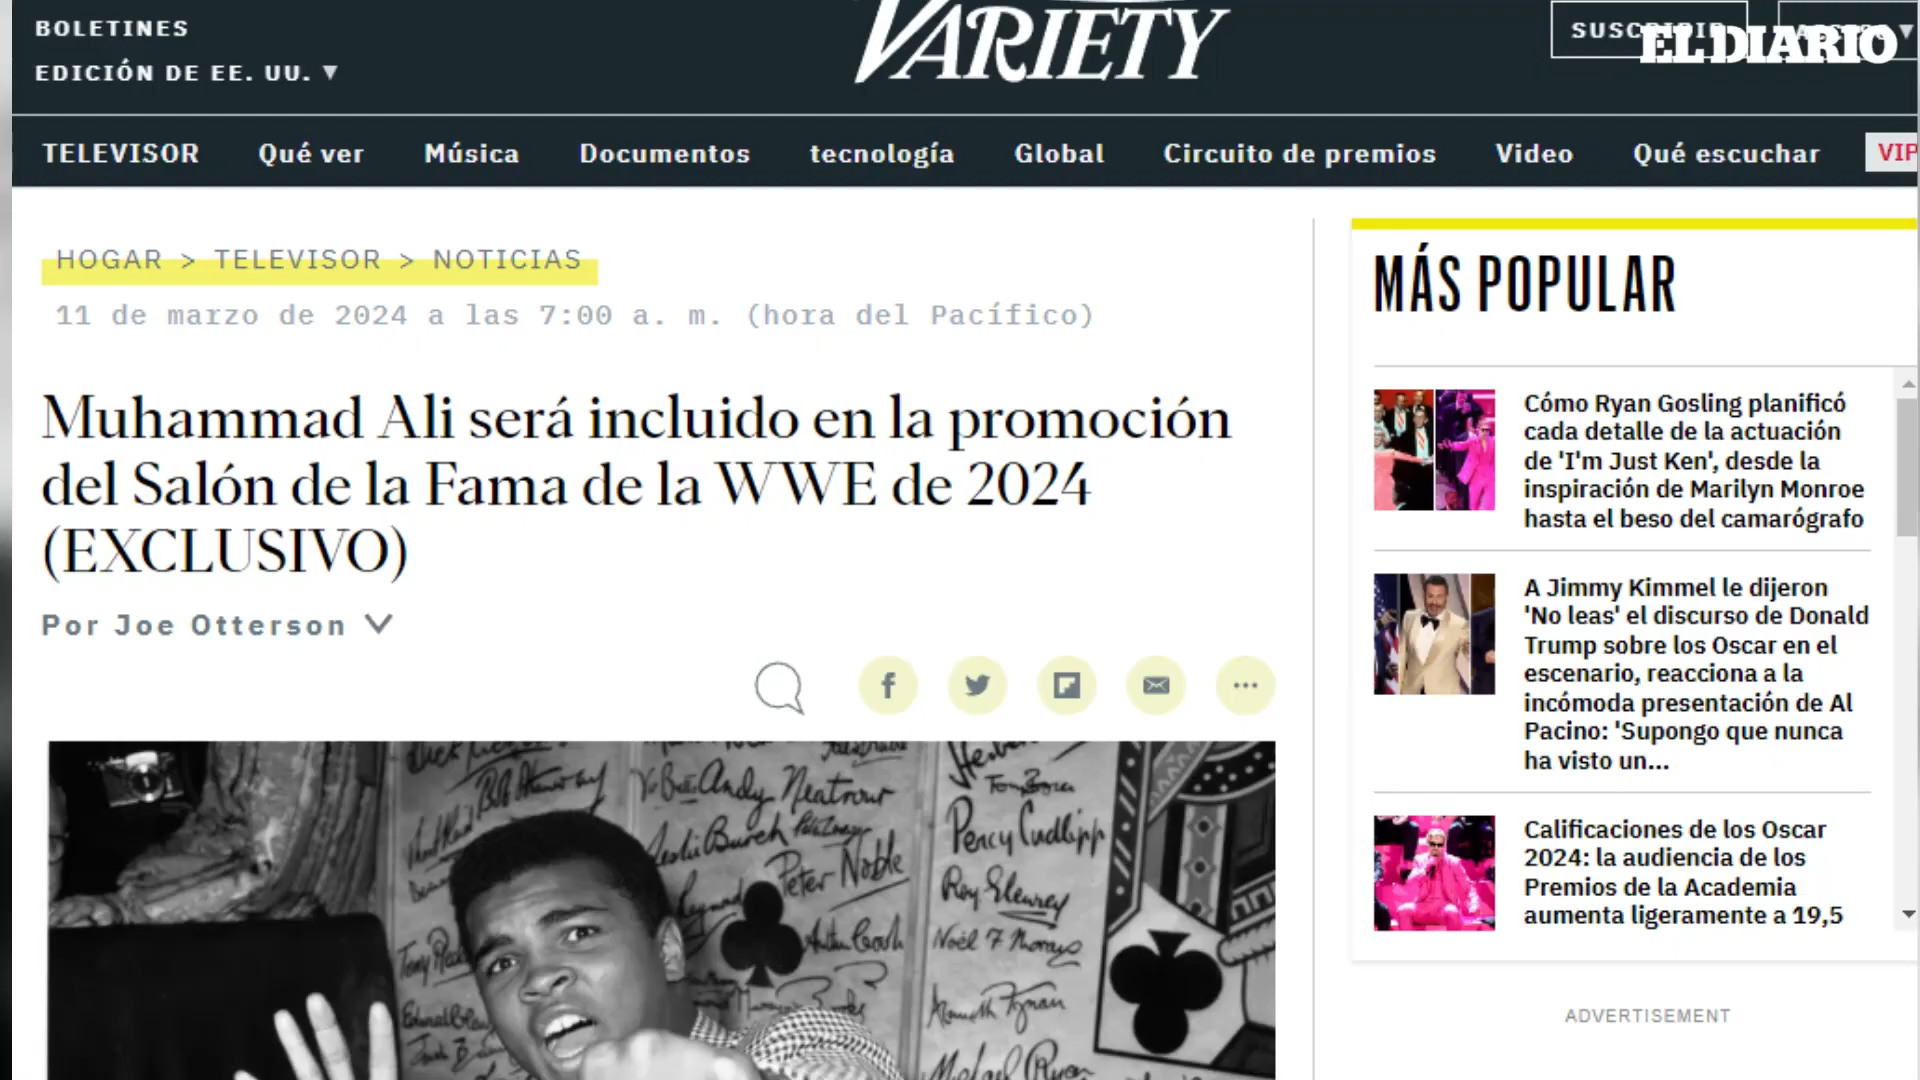 BOLETINES
EDICIÓN DE EE. UU. ▼
VARIETY
EL DIARIO
TELEVISOR Qué ver Música Documentos tecnología Global Circuito de premios Video Qué escuchar VIP
HOGAR > TELEVISOR > NOTICIAS
11 de marzo de 2024 a las 7:00 a. m. (hora del Pacífico)
Muhammad Ali será incluido en la promoción
del Salón de la Fama de la WWE de 2024
(EXCLUSIVO)
Por Joe Otterson
Andy Neatrour
Leslie Burch
Peter Noble
Percy Cudlipp
MÁS POPULAR
Cómo Ryan Gosling planificó
cada detalle de la actuación
de 'I'm Just Ken', desde la
inspiración de Marilyn Monroe
hasta el beso del camarógrafo
A Jimmy Kimmel le dijeron
'No leas' el discurso de Donald
Trump sobre los Oscar en el
escenario, reacciona a la
incómoda presentación de Al
Pacino: 'Supongo que nunca
ha visto un...
Calificaciones de los Oscar
2024: la audiencia de los
Premios de la Academia
aumenta ligeramente a 19,5
ADVERTISEMENT